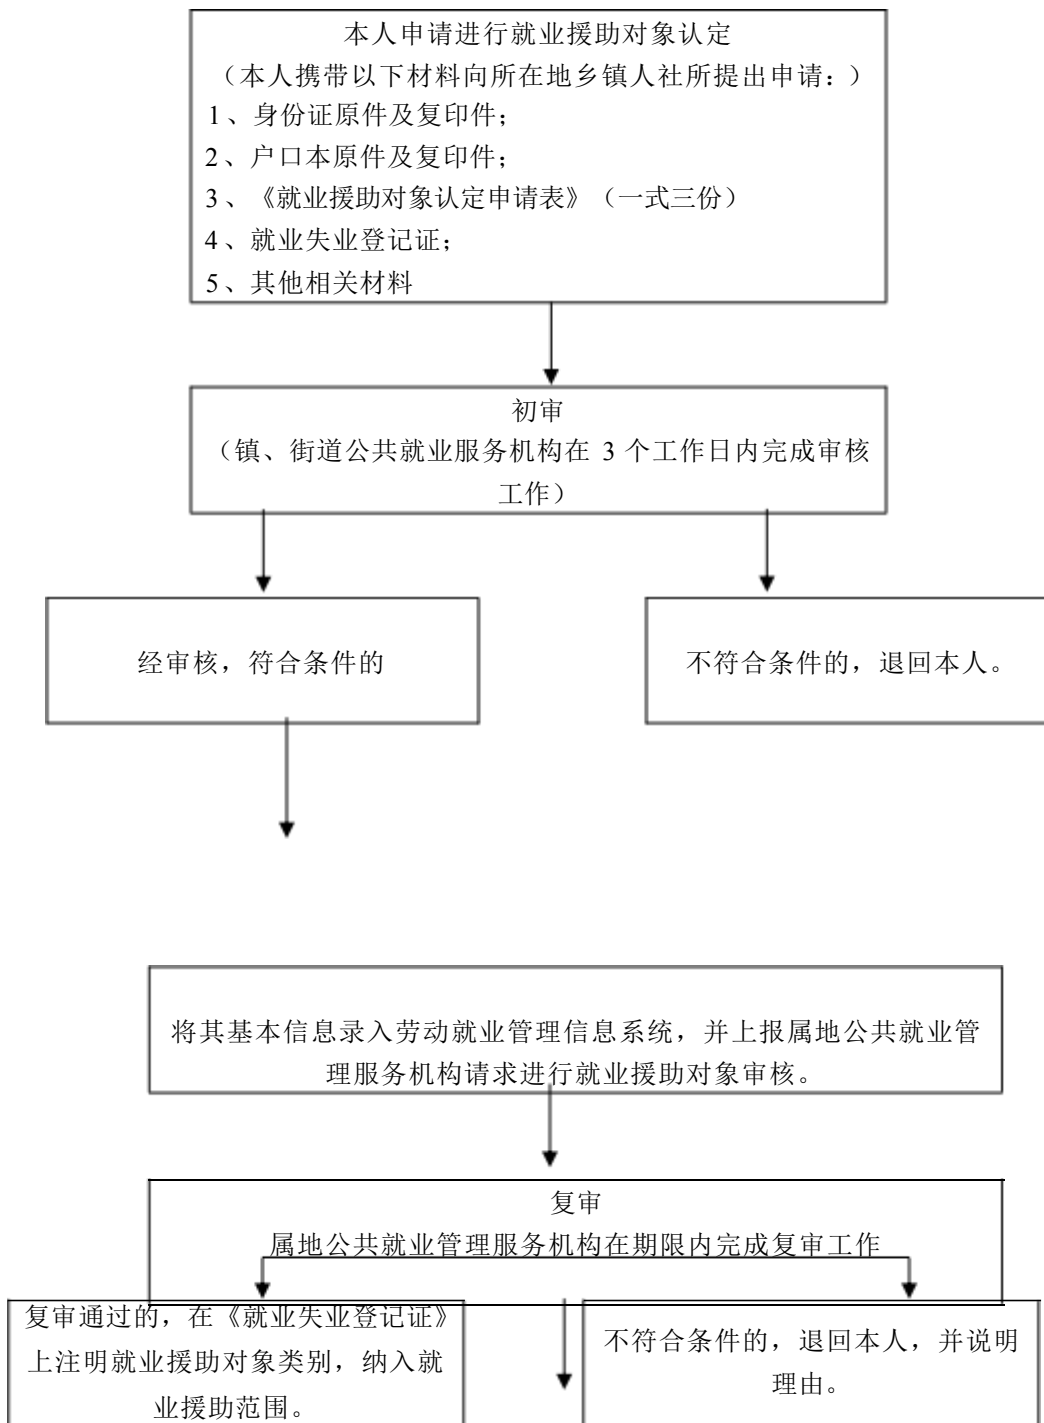 本人申请进行就业援助对象认定
（本人携带以下材料向所在地乡镇人社所提出申请：）
1、身份证原件及复印件；
2、户口本原件及复印件；
3、《就业援助对象认定申请表》（一式三份）
4、就业失业登记证；
5、其他相关材料
初审
（镇、街道公共就业服务机构在 3 个工作日内完成审核
工作）
经审核，符合条件的
不符合条件的，退回本人。
将其基本信息录入劳动就业管理信息系统，并上报属地公共就业管
理服务机构请求进行就业援助对象审核。
复审
属地公共就业管理服务机构在期限内完成复审工作
复审通过的，在《就业失业登记证》
上注明就业援助对象类别，纳入就
业援助范围。
不符合条件的，退回本人，并说明
理由。